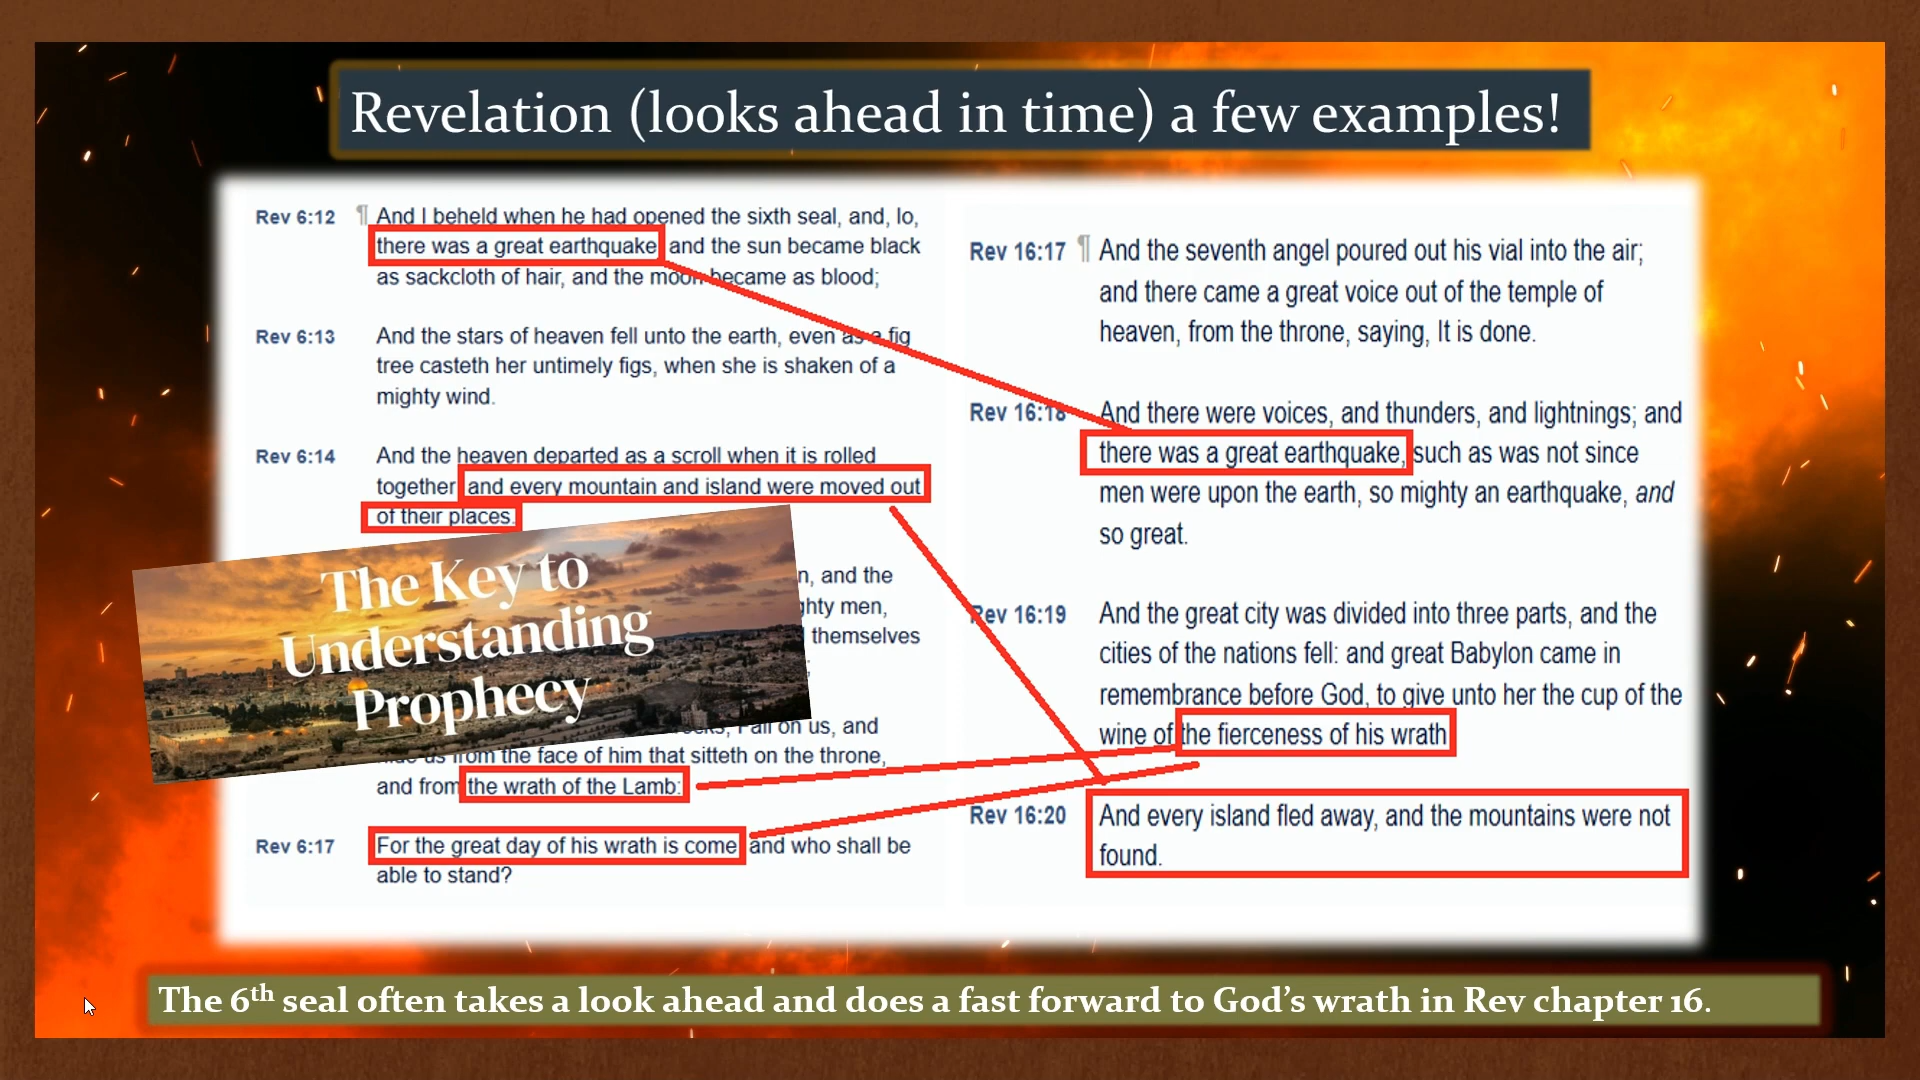 Revelation (looks ahead in time) a few examples!
Rev 6:12 ¶ And I beheld when he had opened the sixth seal, and, lo,
there was a great earthquake; and the sun became black
as sackcloth of hair, and the moon became as blood;
Rev 6:13 And the stars of heaven fell unto the earth, even as a fig
tree casteth her untimely figs, when she is shaken of a
mighty wind.
Rev 6:14 And the heaven departed as a scroll when it is rolled
together; and every mountain and island were moved out
of their places.
The Key to
Understanding
Prophecy
and the
men,
themselves
Fall on us, and
from the face of him that sitteth on the throne,
and from the wrath of the Lamb:
Rev 6:17 For the great day of his wrath is come; and who shall be
able to stand?
Rev 16:17 ¶ And the seventh angel poured out his vial into the air;
and there came a great voice out of the temple of
heaven, from the throne, saying, It is done.
Rev 16:18 And there were voices, and thunders, and lightnings; and
there was a great earthquake, such as was not since
men were upon the earth, so mighty an earthquake, and
so great.
Rev 16:19 And the great city was divided into three parts, and the
cities of the nations fell: and great Babylon came in
remembrance before God, to give unto her the cup of the
wine of the fierceness of his wrath
Rev 16:20 And every island fled away, and the mountains were not
found.
The 6th seal often takes a look ahead and does a fast forward to God's wrath in Rev chapter 16.